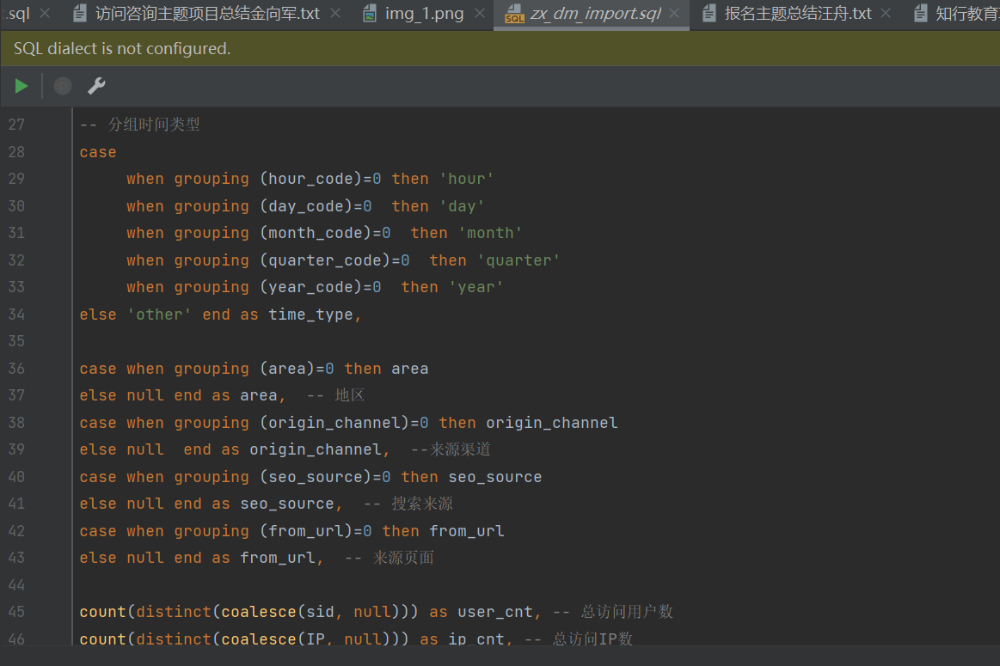 .sql 访问咨询主题项目总结金向军.txt img_1.png zx_dm_import.sql 报名主题总结汪舟.txt 知行教育
SQL dialect is not configured.
27 -- 分组时间类型
28 case
29 when grouping (hour_code)=0 then 'hour'
30 when grouping (day_code)=0  then 'day'
31 when grouping (month_code)=0  then 'month'
32 when grouping (quarter_code)=0  then 'quarter'
33 when grouping (year_code)=0  then 'year'
34 else 'other' end as time_type,
35
36 case when grouping (area)=0 then area
37 else null end as area,  -- 地区
38 case when grouping (origin_channel)=0 then origin_channel
39 else null  end as origin_channel,  --来源渠道
40 case when grouping (seo_source)=0 then seo_source
41 else null end as seo_source,  -- 搜索来源
42 case when grouping (from_url)=0 then from_url
43 else null end as from_url,  -- 来源页面
44
45 count(distinct(coalesce(sid, null))) as user_cnt, -- 总访问用户数
46 count(distinct(coalesce(IP, null))) as ip_cnt, -- 总访问IP数